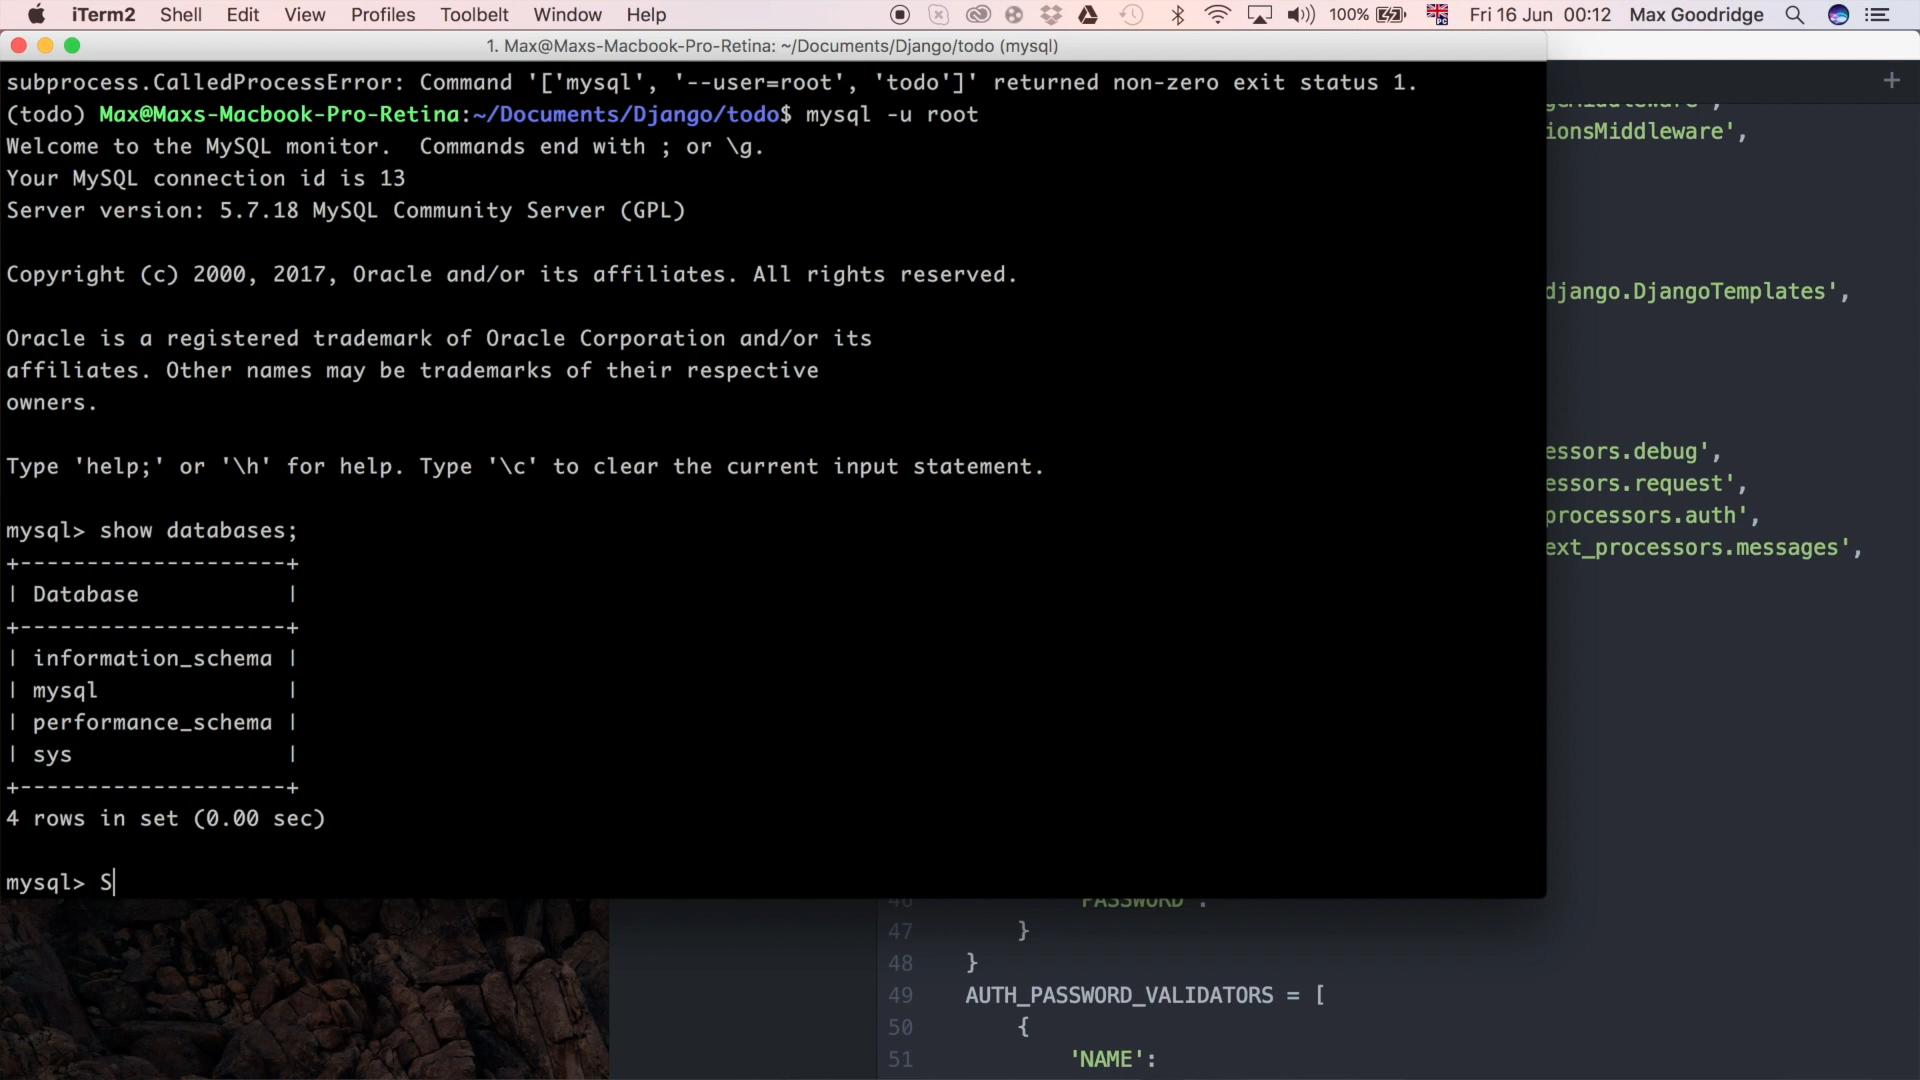 iTerm2 Shell Edit View Profiles Toolbelt Window Help 100% Fri 16 Jun 00:12 Max Goodridge
1. Max@Maxs-Macbook-Pro-Retina: ~/Documents/Django/todo (mysql)
subprocess.CalledProcessError: Command '['mysql', '--user=root', 'todo']' returned non-zero exit status 1.
(todo) Max@Maxs-Macbook-Pro-Retina:~/Documents/Django/todo$ mysql -u root
Welcome to the MySQL monitor.  Commands end with ; or \g.
Your MySQL connection id is 13
Server version: 5.7.18 MySQL Community Server (GPL)
Copyright (c) 2000, 2017, Oracle and/or its affiliates. All rights reserved.
Oracle is a registered trademark of Oracle Corporation and/or its
affiliates. Other names may be trademarks of their respective
owners.
Type 'help;' or '\h' for help. Type '\c' to clear the current input statement.
mysql> show databases;
+--------------------+
| Database           |
+--------------------+
| information_schema |
| mysql              |
| performance_schema |
| sys                |
+--------------------+
4 rows in set (0.00 sec)
mysql> S
ionsMiddleware',
django.DjangoTemplates',
essors.debug',
essors.request',
processors.auth',
ext_processors.messages',
46 'PASSWORD':
47 }
48 }
49 AUTH_PASSWORD_VALIDATORS = [
50 {
51 'NAME':